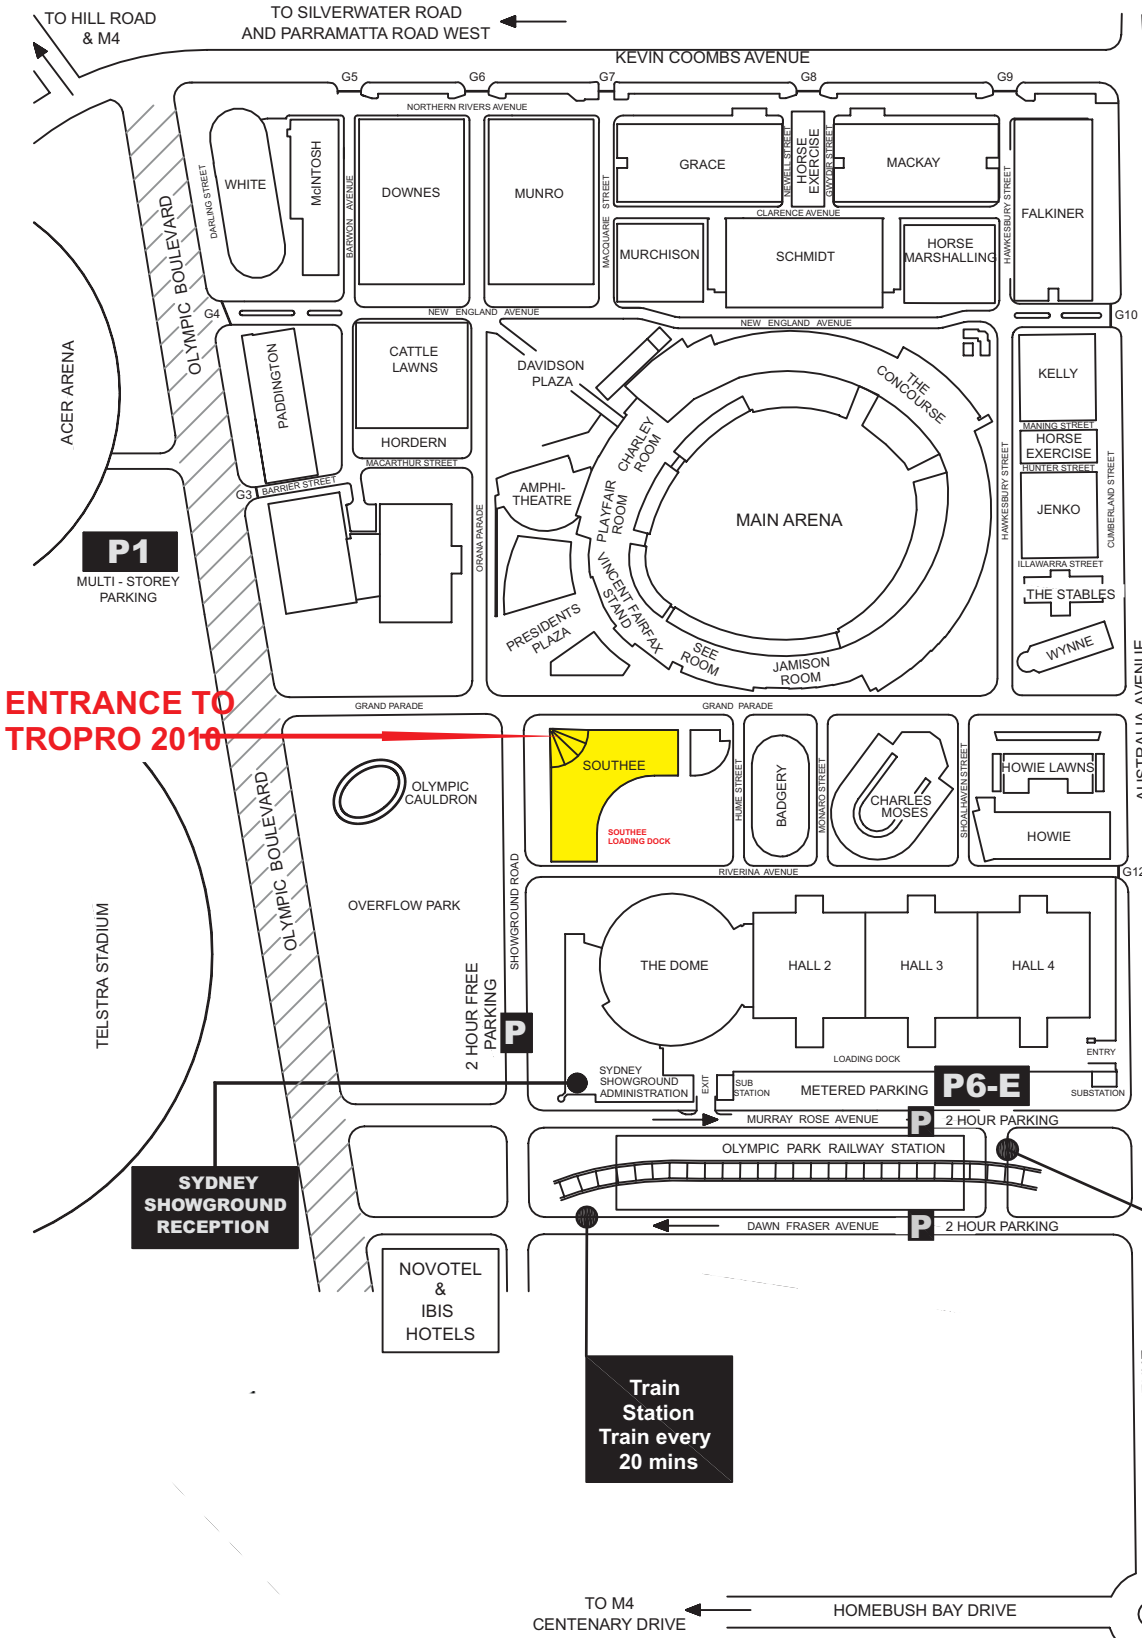 TO HILL ROAD
& M4
TO SILVERWATER ROAD
AND PARRAMATTA ROAD WEST
KEVIN COOMBS AVENUE
G5
G6
G7
G8
G9
NORTHERN RIVERS AVENUE
DARLING STREET
WHITE
McINTOSH
BARWON AVENUE
DOWNES
MUNRO
MACQUARIE STREET
GRACE
NEWELL STREET
HORSE
EXERCISE
GWYDIR STREET
MACKAY
HAWKESBURY STREET
FALKINER
CLARENCE AVENUE
MURCHISON
SCHMIDT
HORSE
MARSHALLING
OLYMPIC BOULEVARD
G4
NEW ENGLAND AVENUE
NEW ENGLAND AVENUE
G10
ACER ARENA
PADDINGTON
CATTLE
LAWNS
HORDERN
MACARTHUR STREET
DAVIDSON
PLAZA
THE
CONCOURSE
KELLY
MANING STREET
HORSE
EXERCISE
HUNTER STREET
CHARLEY
ROOM
G3
BARRIER STREET
AMPHI-
THEATRE
PLAYFAIR
ROOM
MAIN ARENA
HAWKESBURY STREET
JENKO
CUMBERLAND STREET
P1
MULTI - STOREY
PARKING
ORANA PARADE
ILLAWARRA STREET
THE STABLES
VINCENT FAIRFAX
STAND
PRESIDENTS
PLAZA
SEE
ROOM
JAMISON
ROOM
WYNNE
AUSTRALIA AVENUE
ENTRANCE TO
TROPRO 2010
GRAND PARADE
GRAND PARADE
SOUTHEE
OLYMPIC
CAULDRON
SOUTHEE
LOADING DOCK
HUME STREET
BADGERY
MONARO STREET
CHARLES
MOSES
SHOALHAVEN STREET
HOWIE LAWNS
HOWIE
OLYMPIC BOULEVARD
RIVERINA AVENUE
G12
TELSTRA STADIUM
OVERFLOW PARK
SHOWGROUND ROAD
THE DOME
HALL 2
HALL 3
HALL 4
2 HOUR FREE
PARKING
P
LOADING DOCK
ENTRY
SYDNEY
SHOWGROUND
ADMINISTRATION
EXIT
SUB
STATION
METERED PARKING
P6-E
SUBSTATION
MURRAY ROSE AVENUE
P
2 HOUR PARKING
OLYMPIC PARK RAILWAY STATION
SYDNEY
SHOWGROUND
RECEPTION
DAWN FRASER AVENUE
P
2 HOUR PARKING
NOVOTEL
&
IBIS
HOTELS
Train
Station
Train every
20 mins
TO M4
CENTENARY DRIVE
HOMEBUSH BAY DRIVE